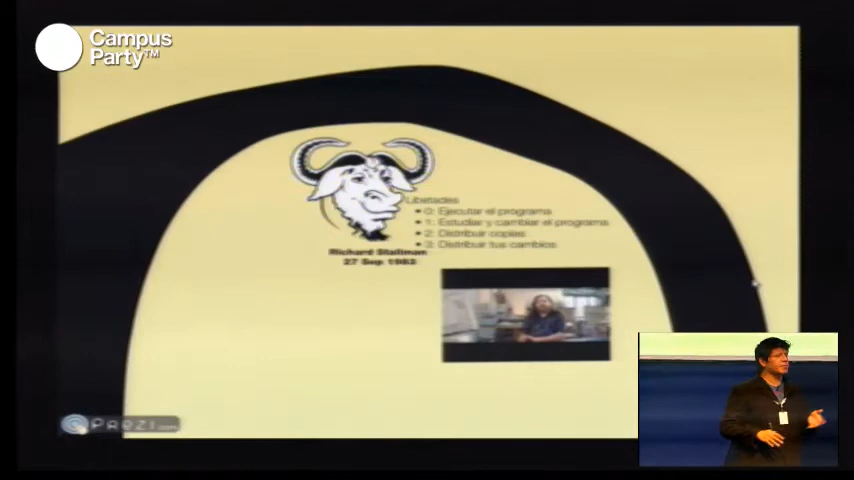 Campus
Party™
Libetades
• 0: Ejecutar el programa
• 1: Estudiar y cambiar el programa
• 2: Distribuir copias
• 3: Distribuir tus cambios
Richard Stallman
27 Sep 1983
PREZI.com